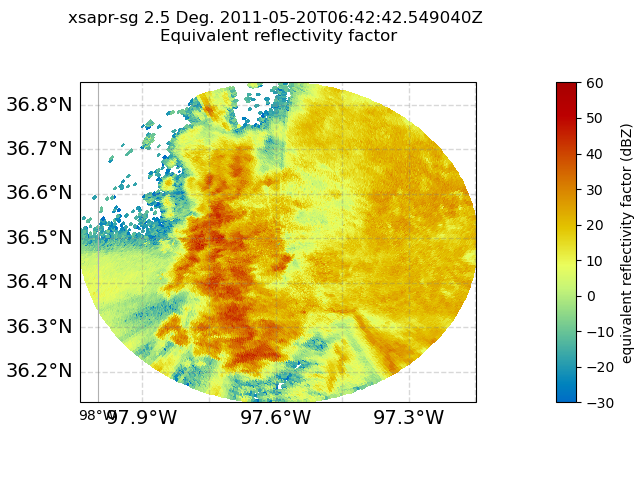 xsapr-sg 2.5 Deg. 2011-05-20T06:42:42.549040Z
Equivalent reflectivity factor
36.8°N
36.7°N
36.6°N
36.5°N
36.4°N
36.3°N
36.2°N
98°W
97.9°W
97.6°W
97.3°W
60
50
40
30
20
10
0
−10
−20
−30
equivalent reflectivity factor (dBZ)